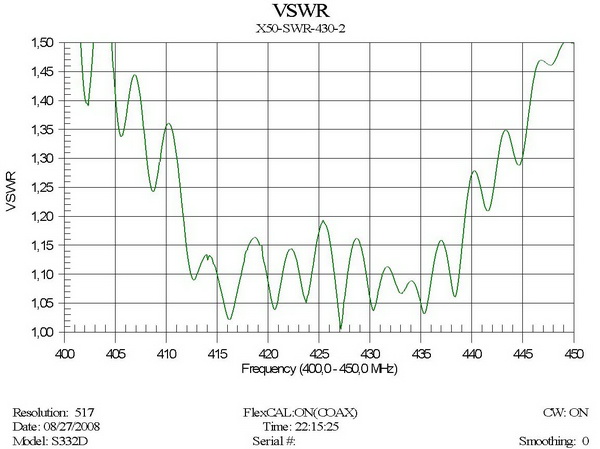 VSWR
X50-SWR-430-2
1,50
1,45
1,40
1,35
1,30
1,25
1,20
1,15
1,10
1,05
1,00
VSWR
400 405 410 415 420 425 430 435 440 445 450
Frequency (400,0 - 450,0 MHz)
Resolution: 517 FlexCAL:ON(COAX) CW: ON
Date: 08/27/2008 Time: 22:15:25
Model: S332D Serial #: Smoothing: 0